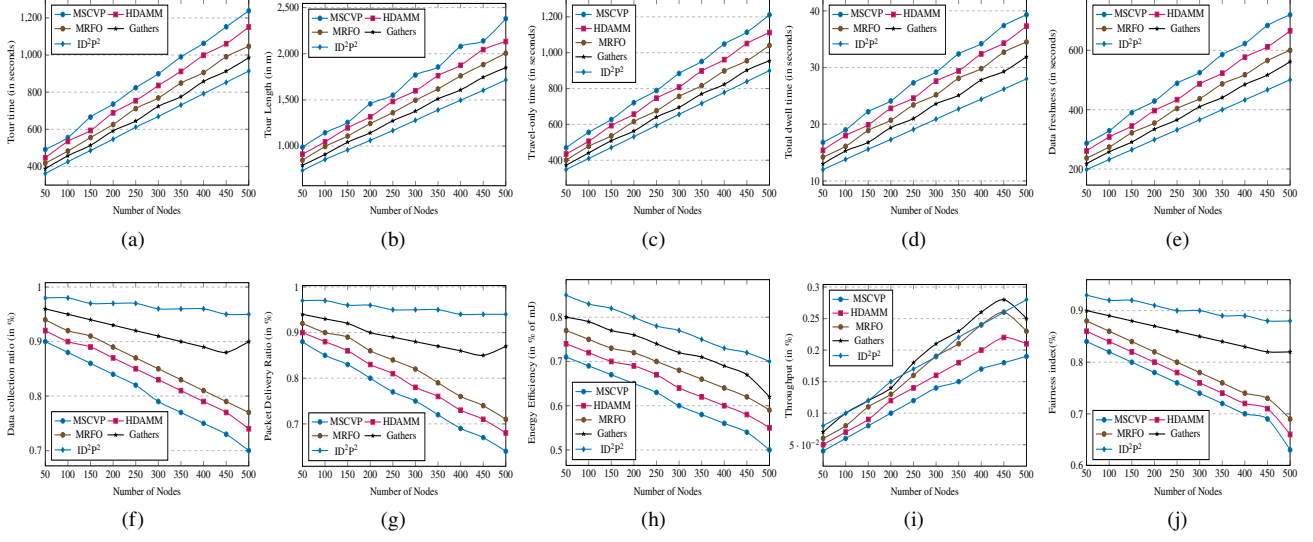 Tour time (in seconds)
1,200
1,000
800
600
400
MSCVP HDAMM
MRFO Gathers
ID²P²
50 100 150 200 250 300 350 400 450 500
Number of Nodes
(a)
Tour Length (in m)
2,500
2,000
1,500
1,000
MSCVP HDAMM
MRFO Gathers
ID²P²
50 100 150 200 250 300 350 400 450 500
Number of Nodes
(b)
Travel-only time (in seconds)
1,200
1,000
800
600
400
MSCVP
HDAMM
MRFO
Gathers
ID²P²
50 100 150 200 250 300 350 400 450 500
Number of Nodes
(c)
Total dwell time (in seconds)
40
30
20
10
MSCVP HDAMM
MRFO Gathers
ID²P²
50 100 150 200 250 300 350 400 450 500
Number of Nodes
(d)
Data freshness (in seconds)
600
400
200
MSCVP HDAMM
MRFO Gathers
ID²P²
50 100 150 200 250 300 350 400 450 500
Number of Nodes
(e)
Data collection ratio (in %)
1
0.9
0.8
0.7
MSCVP HDAMM
MRFO Gathers
ID²P²
50 100 150 200 250 300 350 400 450 500
Number of Nodes
(f)
Packet Delivery Ratio (in %)
1
0.9
0.8
0.7
MSCVP HDAMM
MRFO Gathers
ID²P²
50 100 150 200 250 300 350 400 450 500
Number of Nodes
(g)
Energy Efficiency (in % of mJ)
0.8
0.7
0.6
0.5
MSCVP
HDAMM
MRFO
Gathers
ID²P²
50 100 150 200 250 300 350 400 450 500
Number of Nodes
(h)
Throughput (in %)
0.3
0.25
0.2
0.15
0.1
5 · 10⁻²
MSCVP
HDAMM
MRFO
Gathers
ID²P²
50 100 150 200 250 300 350 400 450 500
Number of Nodes
(i)
Fairness index(%)
0.9
0.8
0.7
0.6
MSCVP HDAMM
MRFO Gathers
ID²P²
50 100 150 200 250 300 350 400 450 500
Number of Nodes
(j)